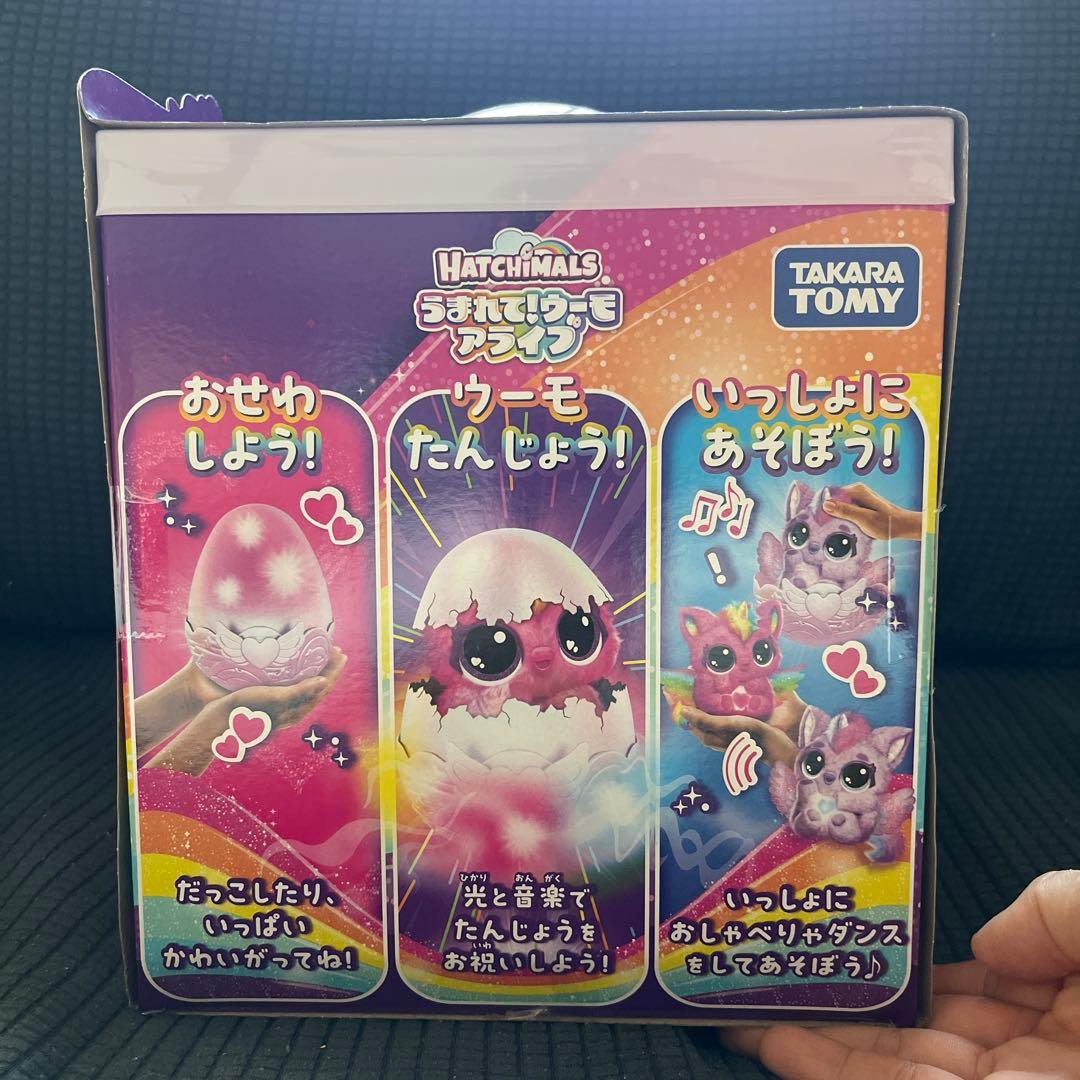 HATCHiMALS
うまれて!ウーモ
アライブ
TAKARA
TOMY
おせわ
しよう!
だっこしたり、
いっぱい
かわいがってね!
ウーモ
たんじょう!
ひかり おん がく
光と音楽で
たんじょうを
いわ
お祝いしよう!
いっしょに
あそぼう!
!
いっしょに
おしゃべりゃダンス
をしてあそぼう♪